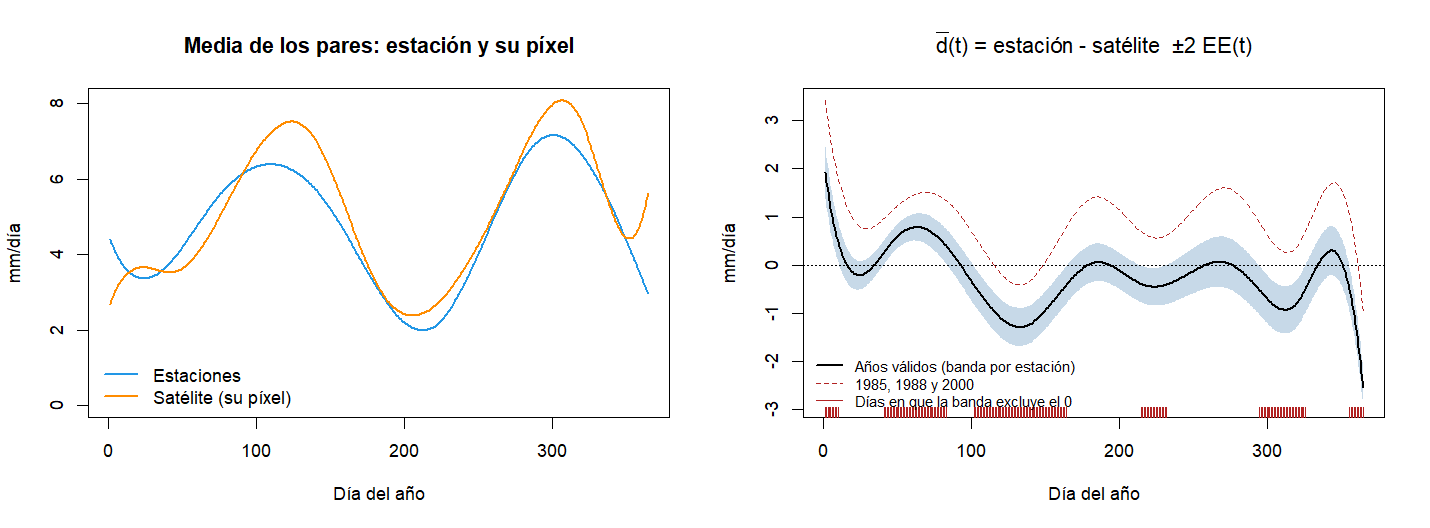 Media de los pares: estación y su píxel
mm/día
8
6
4
2
0
Estaciones
Satélite (su píxel)
0
100
200
300
Día del año
d̅(t) = estación - satélite ±2 EE(t)
mm/día
3
2
1
0
-1
-2
-3
Años válidos (banda por estación)
1985, 1988 y 2000
Días en que la banda excluye el 0
0
100
200
300
Día del año